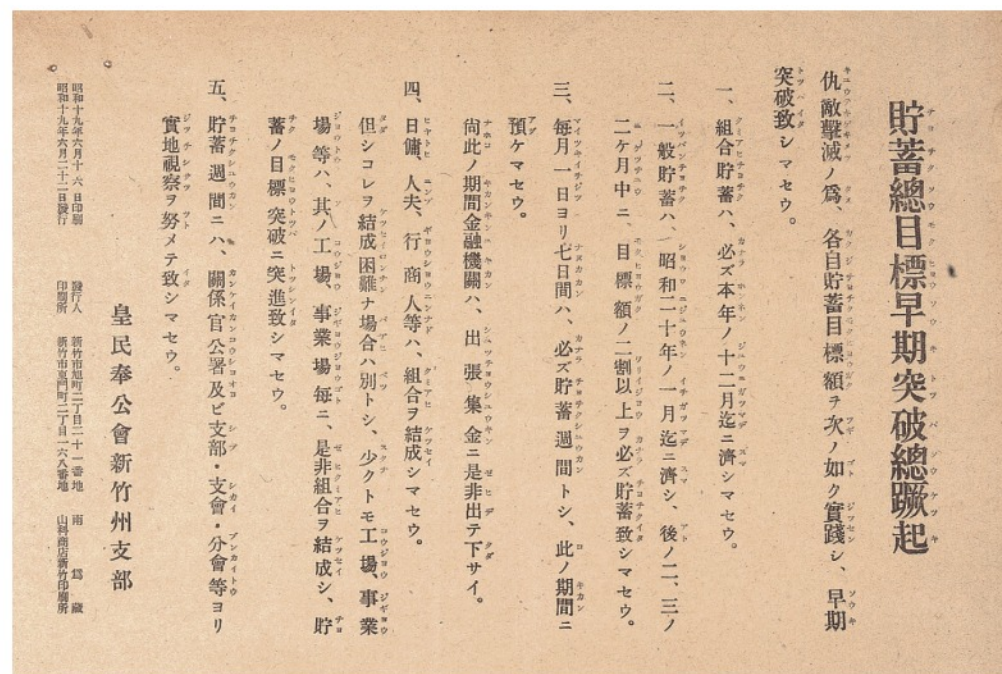 貯蓄總目標早期突破總蹶起
仇敵擊滅ノ爲、各自貯蓄目標額ヲ次ノ如ク實踐シ、早期
突破致シマセウ。
一、組合貯蓄ハ、必ズ本年ノ十二月迄ニ濟シマセウ。
二、一般貯蓄ハ、昭和二十年ノ一月迄ニ濟シ、後ノ二、三ノ
二ケ月中ニ、目標額ノ二割以上ヲ必ズ貯蓄致シマセウ。
三、每月一日ヨリ七日間ハ、必ズ貯蓄週間トシ、此ノ期間ニ
預ケマセウ。
尙此ノ期間金融機關ハ、出張集金ニ是非出テ下サイ。
四、日傭、人夫、行商人等ハ、組合ヲ結成シマセウ。
但シコレヲ結成困難ナ場合ハ別トシ、少クトモ工場、事業
場等ハ、其ノ工場、事業場每ニ、是非組合ヲ結成シ、貯
蓄ノ目標突破ニ突進致シマセウ。
五、貯蓄週間ニハ、關係官公署及ビ支部・支會・分會等ヨリ
實地視察ヲ努メテ致シマセウ。
皇民奉公會新竹州支部
昭和十九年六月十六日印刷
昭和十九年六月二十二日發行
發行人 新竹市旭町二丁目二十一番地 雨爲藏
印刷所 新竹市東門町二丁目一六八番地 山科商店新竹印刷所